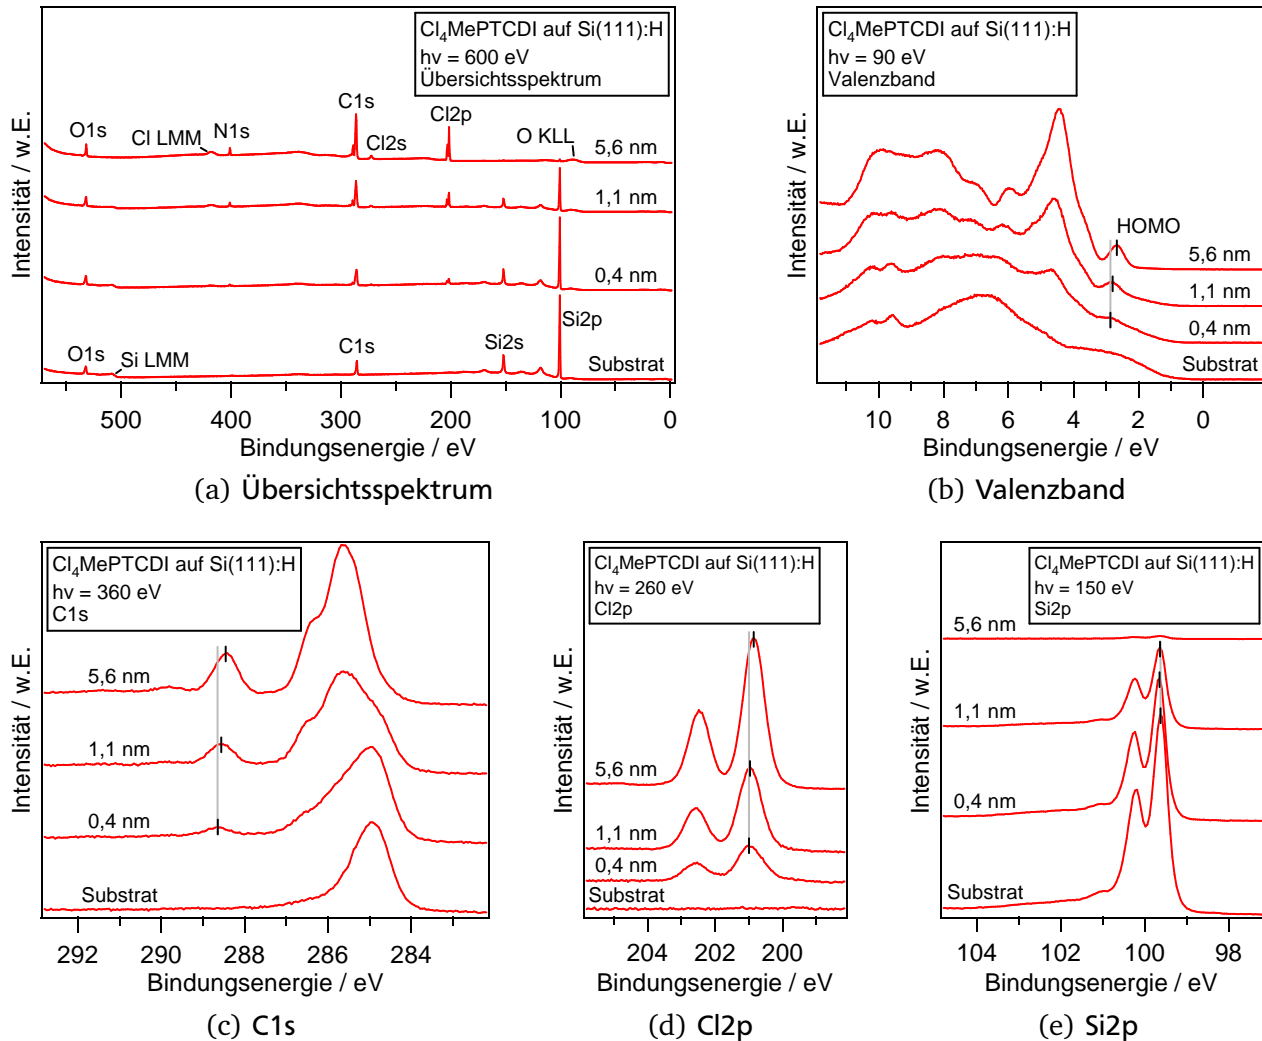 Cl₄MePTCDI auf Si(111):H
hv = 600 eV
Übersichtsspektrum
Intensität / w.E.
O1s
Cl LMM
N1s
C1s
Cl2s
Cl2p
O KLL
5,6 nm
1,1 nm
0,4 nm
O1s
Si LMM
C1s
Si2s
Si2p
Substrat
500 400 300 200 100 0
Bindungsenergie / eV
(a) Übersichtsspektrum
Cl₄MePTCDI auf Si(111):H
hv = 90 eV
Valenzband
Intensität / w.E.
HOMO
5,6 nm
1,1 nm
0,4 nm
Substrat
10 8 6 4 2 0
Bindungsenergie / eV
(b) Valenzband
Cl₄MePTCDI auf Si(111):H
hv = 360 eV
C1s
Intensität / w.E.
5,6 nm
1,1 nm
0,4 nm
Substrat
292 290 288 286 284
Bindungsenergie / eV
(c) C1s
Cl₄MePTCDI auf Si(111):H
hv = 260 eV
Cl2p
Intensität / w.E.
5,6 nm
1,1 nm
0,4 nm
Substrat
204 202 200
Bindungsenergie / eV
(d) Cl2p
Cl₄MePTCDI auf Si(111):H
hv = 150 eV
Si2p
Intensität / w.E.
5,6 nm
1,1 nm
0,4 nm
Substrat
104 102 100 98
Bindungsenergie / eV
(e) Si2p